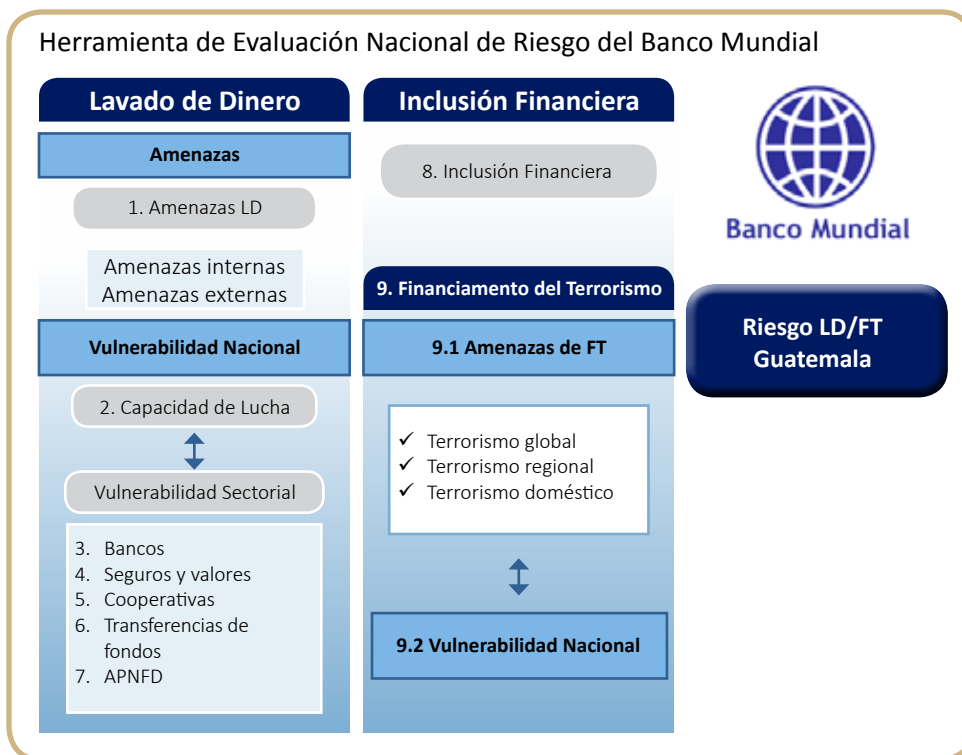 Herramienta de Evaluación Nacional de Riesgo del Banco Mundial
Lavado de Dinero
Amenazas
1. Amenazas LD
Amenazas internas
Amenazas externas
Vulnerabilidad Nacional
2. Capacidad de Lucha
Vulnerabilidad Sectorial
3. Bancos
4. Seguros y valores
5. Cooperativas
6. Transferencias de
fondos
7. APNFD
Inclusión Financiera
8. Inclusión Financiera
9. Financiamento del Terrorismo
9.1 Amenazas de FT
✓ Terrorismo global
✓ Terrorismo regional
✓ Terrorismo doméstico
9.2 Vulnerabilidad Nacional
Banco Mundial
Riesgo LD/FT
Guatemala